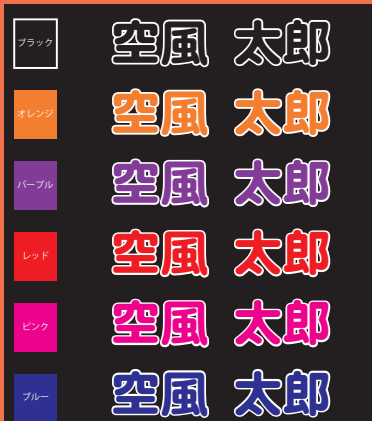 ブラック 空風 太郎
オレンジ 空風 太郎
パープル 空風 太郎
レッド 空風 太郎
ピンク 空風 太郎
ブルー 空風 太郎